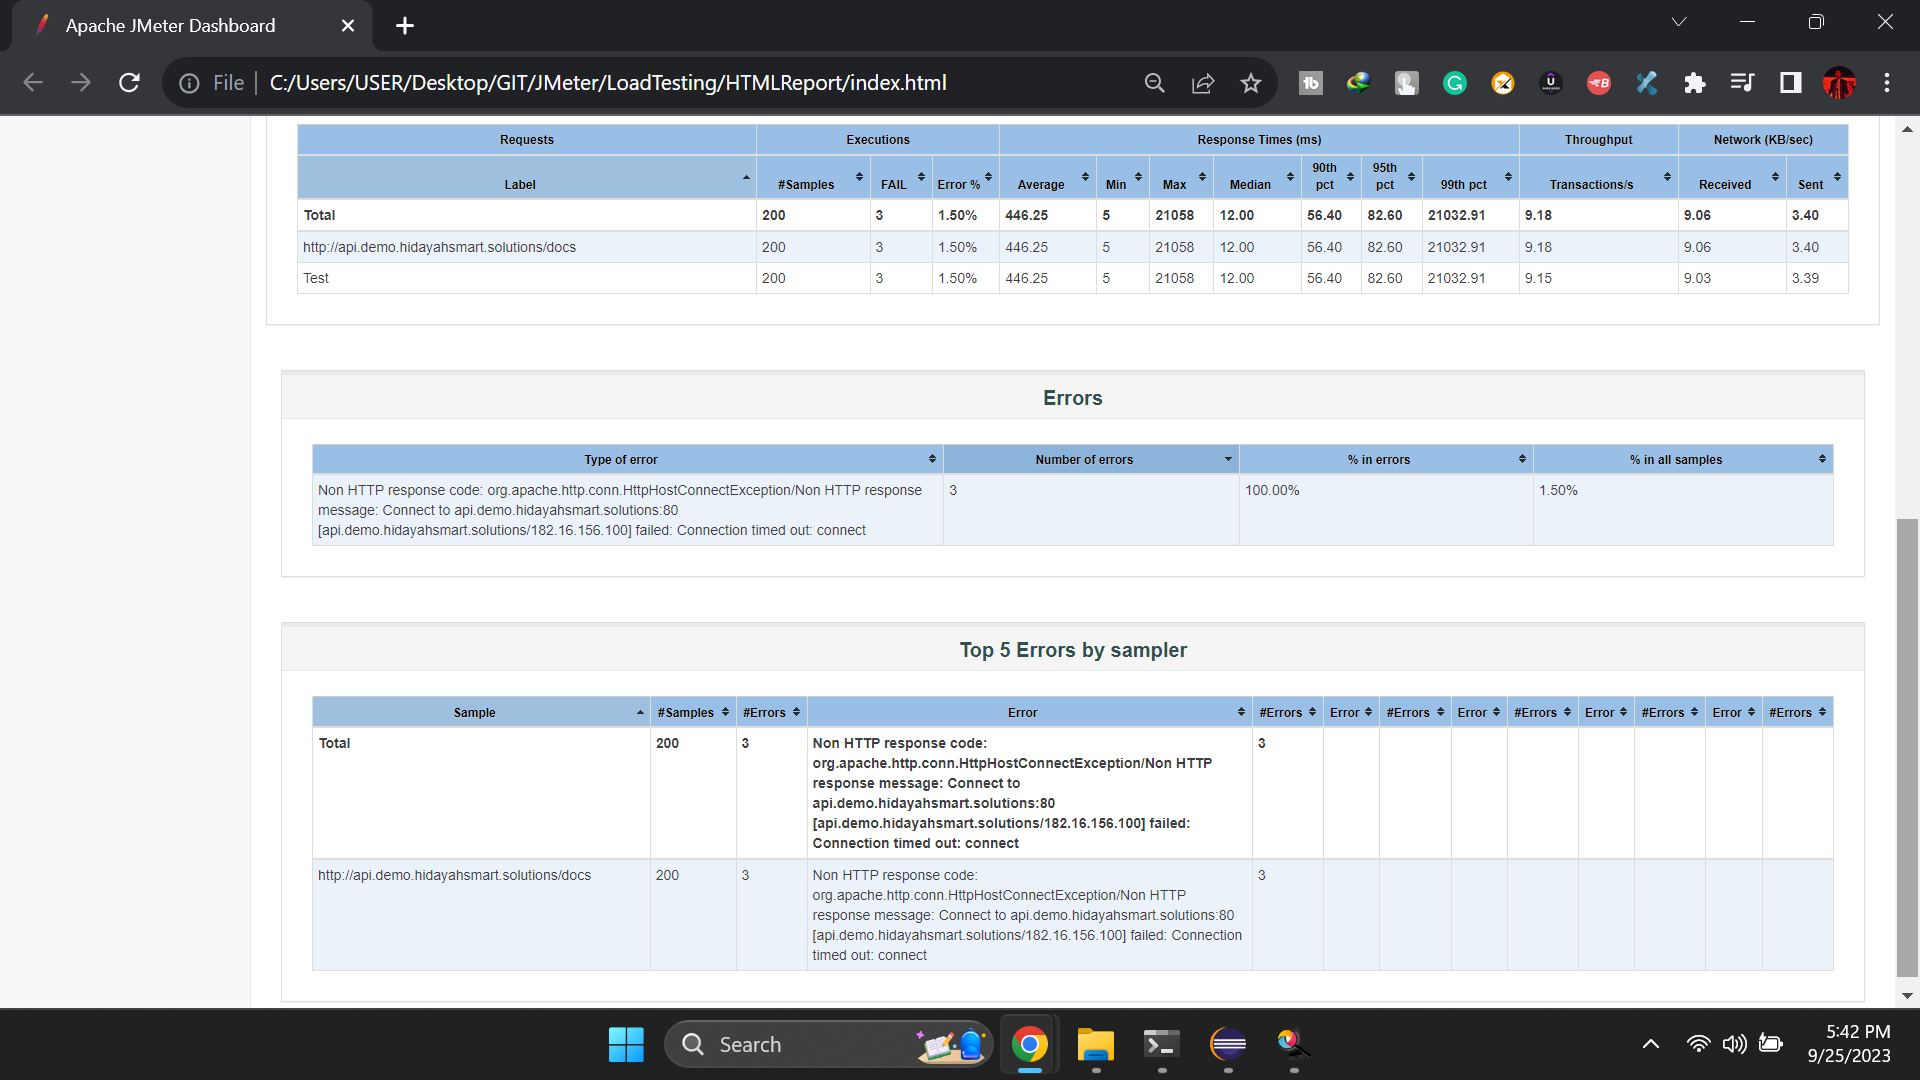 Apache JMeter Dashboard
File
C:/Users/USER/Desktop/GIT/JMeter/LoadTesting/HTMLReport/index.html
Requests Executions Response Times (ms) Throughput Network (KB/sec)
Label #Samples FAIL Error % Average Min Max Median 90th pct 95th pct 99th pct Transactions/s Received Sent
Total 200 3 1.50% 446.25 5 21058 12.00 56.40 82.60 21032.91 9.18 9.06 3.40
http://api.demo.hidayahsmart.solutions/docs 200 3 1.50% 446.25 5 21058 12.00 56.40 82.60 21032.91 9.18 9.06 3.40
Test 200 3 1.50% 446.25 5 21058 12.00 56.40 82.60 21032.91 9.15 9.03 3.39
Errors
Type of error Number of errors % in errors % in all samples
Non HTTP response code: org.apache.http.conn.HttpHostConnectException/Non HTTP response 3 100.00% 1.50%
message: Connect to api.demo.hidayahsmart.solutions:80
[api.demo.hidayahsmart.solutions/182.16.156.100] failed: Connection timed out: connect
Top 5 Errors by sampler
Sample #Samples #Errors Error #Errors Error #Errors Error #Errors Error #Errors Error #Errors
Total 200 3 Non HTTP response code: 3
org.apache.http.conn.HttpHostConnectException/Non HTTP
response message: Connect to
api.demo.hidayahsmart.solutions:80
[api.demo.hidayahsmart.solutions/182.16.156.100] failed:
Connection timed out: connect
http://api.demo.hidayahsmart.solutions/docs 200 3 Non HTTP response code: 3
org.apache.http.conn.HttpHostConnectException/Non HTTP
response message: Connect to api.demo.hidayahsmart.solutions:80
[api.demo.hidayahsmart.solutions/182.16.156.100] failed: Connection
timed out: connect
Search
5:42 PM
9/25/2023